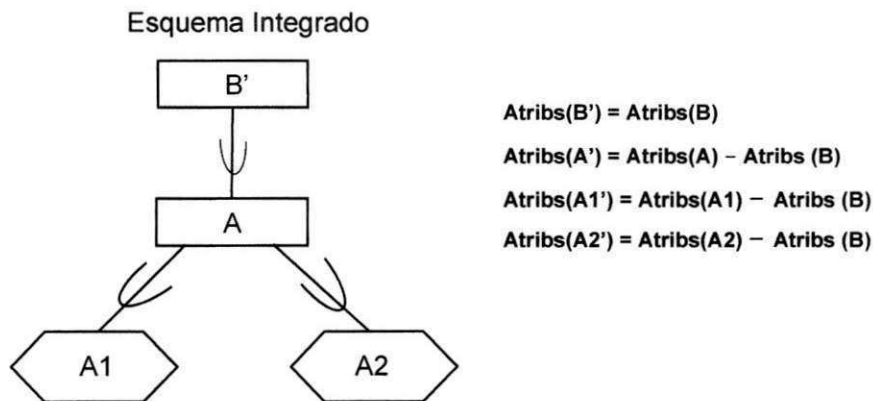 Esquema Integrado
B’
A
A1
A2
Atribs(B’) = Atribs(B)
Atribs(A’) = Atribs(A) – Atribs (B)
Atribs(A1’) = Atribs(A1) – Atribs (B)
Atribs(A2’) = Atribs(A2) – Atribs (B)